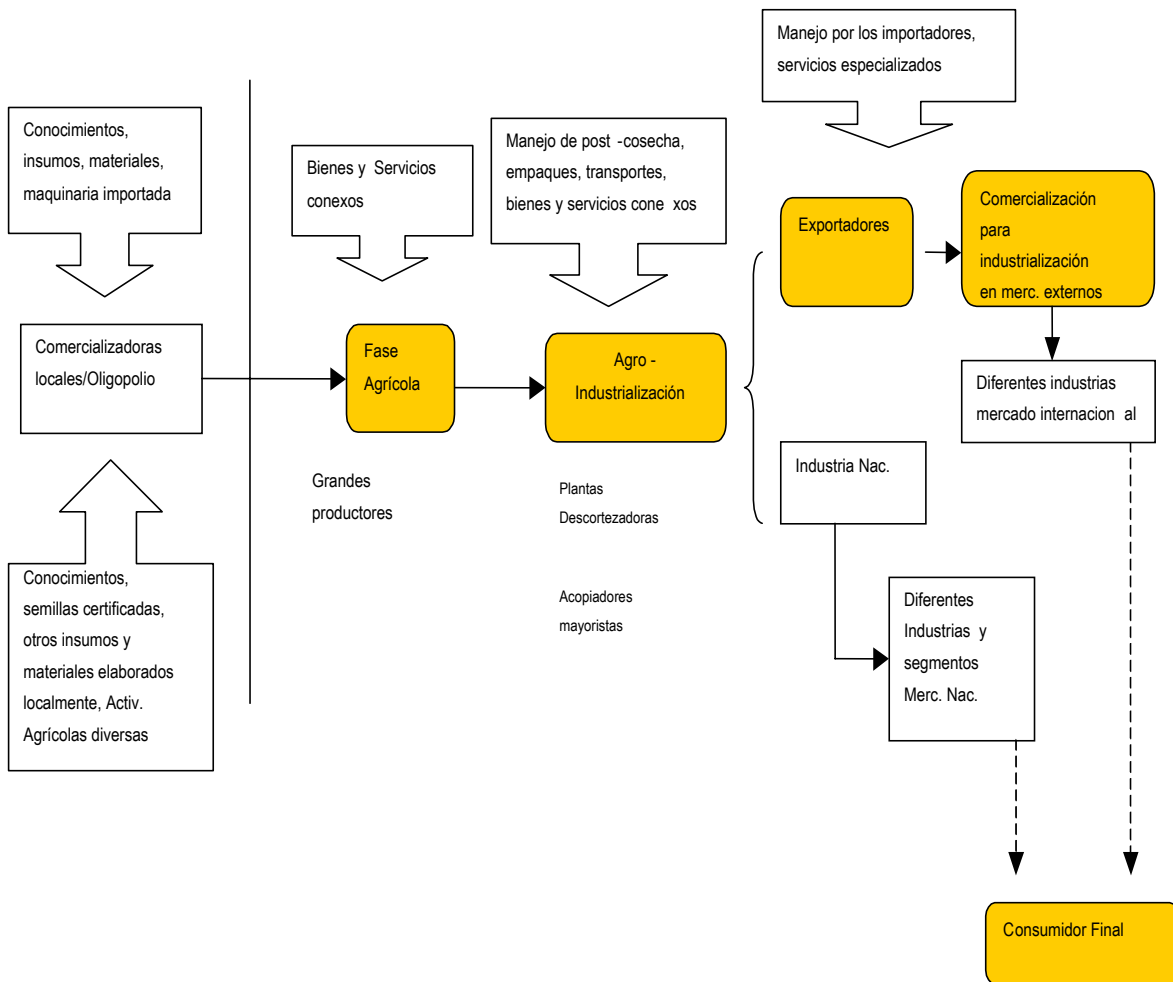 Manejo por los importadores,
servicios especializados
Conocimientos,
insumos, materiales,
maquinaria importada
Bienes y Servicios
conexos
Manejo de post -cosecha,
empaques, transportes,
bienes y servicios cone xos
Exportadores
Comercialización
para
industrialización
en merc. externos
Comercializadoras
locales/Oligopolio
Fase
Agrícola
Agro -
Industrialización
Diferentes industrias
mercado internacion al
Grandes
productores
Plantas
Descortezadoras
Industria Nac.
Conocimientos,
semillas certificadas,
otros insumos y
materiales elaborados
localmente, Activ.
Agrícolas diversas
Acopiadores
mayoristas
Diferentes
Industrias y
segmentos
Merc. Nac.
Consumidor Final